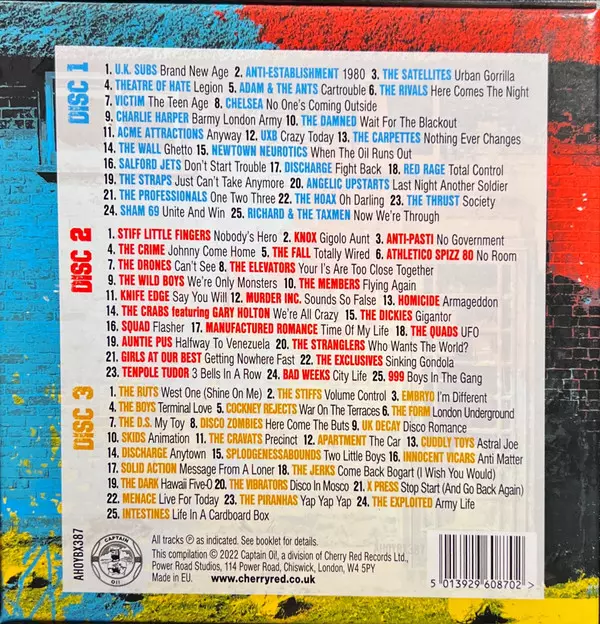 DISC 1
1. U.K. SUBS Brand New Age 2. ANTI-ESTABLISHMENT 1980 3. THE SATELLITES Urban Gorrilla
4. THEATRE OF HATE Legion 5. ADAM & THE ANTS Cartrouble 6. THE RIVALS Here Comes The Night
7. VICTIM The Teen Age 8. CHELSEA No One's Coming Outside
9. CHARLIE HARPER Barmy London Army 10. THE DAMNED Wait For The Blackout
11. ACME ATTRACTIONS Anyway 12. UXB Crazy Today 13. THE CARPETTES Nothing Ever Changes
14. THE WALL Ghetto 15. NEWTOWN NEUROTICS When The Oil Runs Out
16. SALFORD JETS Don't Start Trouble 17. DISCHARGE Fight Back 18. RED RAGE Total Control
19. THE STRAPS Just Can't Take Anymore 20. ANGELIC UPSTARTS Last Night Another Soldier
21. THE PROFESSIONALS One Two Three 22. THE HOAX Oh Darling 23. THE THRUST Society
24. SHAM 69 Unite And Win 25. RICHARD & THE TAXMEN Now We're Through
DISC 2
1. STIFF LITTLE FINGERS Nobody's Hero 2. KNOX Gigolo Aunt 3. ANTI-PASTI No Government
4. THE CRIME Johnny Come Home 5. THE FALL Totally Wired 6. ATHLETICO SPIZZ 80 No Room
7. THE DRONES Can't See 8. THE ELEVATORS Your I's Are Too Close Together
9. THE WILD BOYS We're Only Monsters 10. THE MEMBERS Flying Again
11. KNIFE EDGE Say You Will 12. MURDER INC. Sounds So False 13. HOMICIDE Armageddon
14. THE CRABS featuring GARY HOLTON We're All Crazy 15. THE DICKIES Gigantor
16. SQUAD Flasher 17. MANUFACTURED ROMANCE Time Of My Life 18. THE QUADS UFO
19. AUNTIE PUS Halfway To Venezuela 20. THE STRANGLERS Who Wants The World?
21. GIRLS AT OUR BEST Getting Nowhere Fast 22. THE EXCLUSIVES Sinking Gondola
23. TENPOLE TUDOR 3 Bells In A Row 24. BAD WEEKS City Life 25. 999 Boys In The Gang
DISC 3
1. THE RUTS West One (Shine On Me) 2. THE STIFFS Volume Control 3. EMBRYO I'm Different
4. THE BOYS Terminal Love 5. COCKNEY REJECTS War On The Terraces 6. THE FORM London Underground
7. THE D.S. My Toy 8. DISCO ZOMBIES Here Come The Buts 9. UK DECAY Disco Romance
10. SKIDS Animation 11. THE CRAVATS Precinct 12. APARTMENT The Car 13. CUDDLY TOYS Astral Joe
14. DISCHARGE Anytown 15. SPLODGENESSABOUNDS Two Little Boys 16. INNOCENT VICARS Anti Matter
17. SOLID ACTION Message From A Loner 18. THE JERKS Come Back Bogart (I Wish You Would)
19. THE DARK Hawaii Five-O 20. THE VIBRATORS Disco In Mosco 21. X PRESS Stop Start (And Go Back Again)
22. MENACE Live For Today 23. THE PIRANHAS Yap Yap Yap 24. THE EXPLOITED Army Life
25. INTESTINES Life In A Cardboard Box
AHOYBX387
CAPTAIN
OI!
All tracks ℗ as indicated. See booklet for details.
This compilation © 2022 Captain Oi!, a division of Cherry Red Records Ltd.,
Power Road Studios, 114 Power Road, Chiswick, London, W4 5PY
Made in EU. www.cherryred.co.uk
5 013929 608702 >